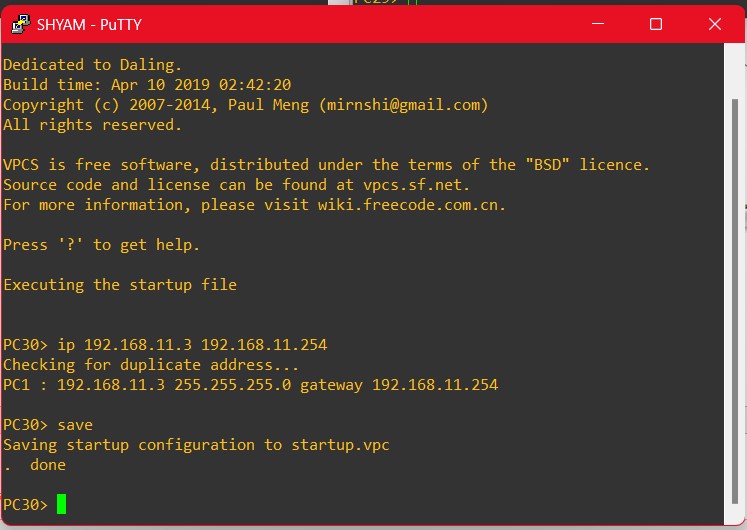 PC29>
SHYAM - PuTTY
Dedicated to Daling.
Build time: Apr 10 2019 02:42:20
Copyright (c) 2007-2014, Paul Meng (mirnshi@gmail.com)
All rights reserved.
VPCS is free software, distributed under the terms of the "BSD" licence.
Source code and license can be found at vpcs.sf.net.
For more information, please visit wiki.freecode.com.cn.
Press '?' to get help.
Executing the startup file
PC30> ip 192.168.11.3 192.168.11.254
Checking for duplicate address...
PC1 : 192.168.11.3 255.255.255.0 gateway 192.168.11.254
PC30> save
Saving startup configuration to startup.vpc
.  done
PC30>